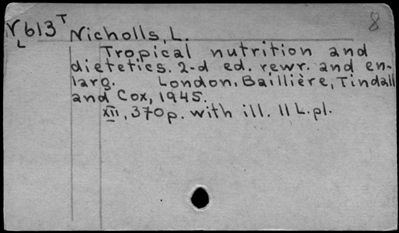 V613T Nicholls, L.
L
8
Tropical nutrition and
dietetics. 2-d ed. rewr. and en-
larg. London, Baillière, Tindall
and Cox, 1945.
XII, 370p. with ill. 11 L. pl.